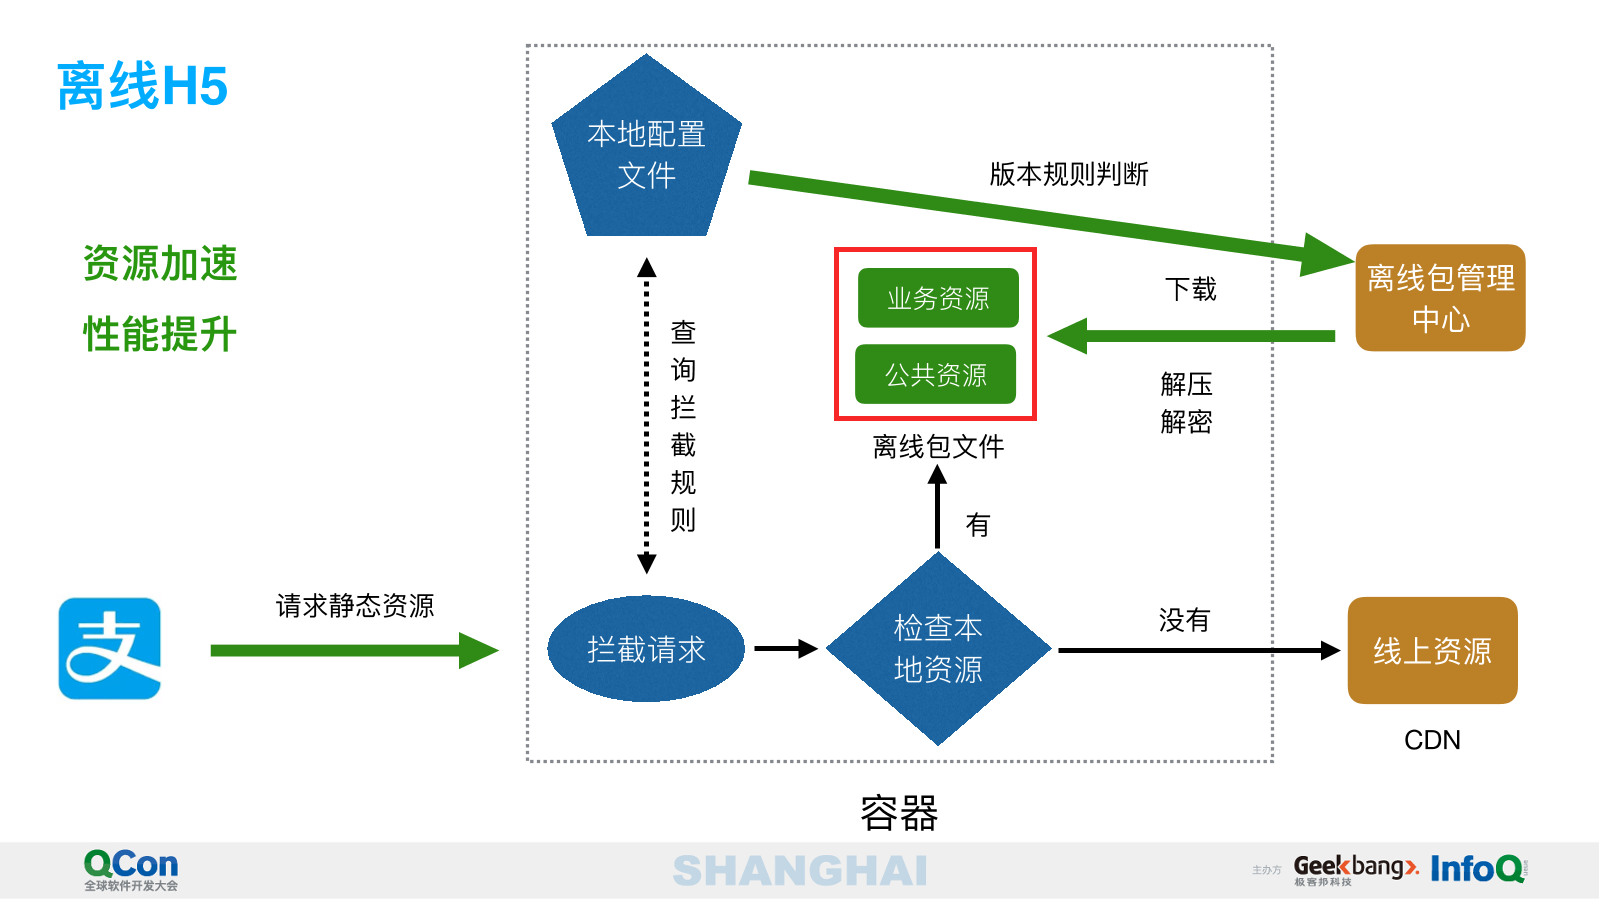 离线H5
资源加速
性能提升
本地配置
文件
版本规则判断
离线包管理
中心
下载
解压
解密
业务资源
公共资源
离线包文件
查
询
拦
截
规
则
有
请求静态资源
支
拦截请求
检查本
地资源
没有
线上资源
CDN
容器
QCon
全球软件开发大会
SHANGHAI
主办方
Geekbang>.
极客邦科技
InfoQ